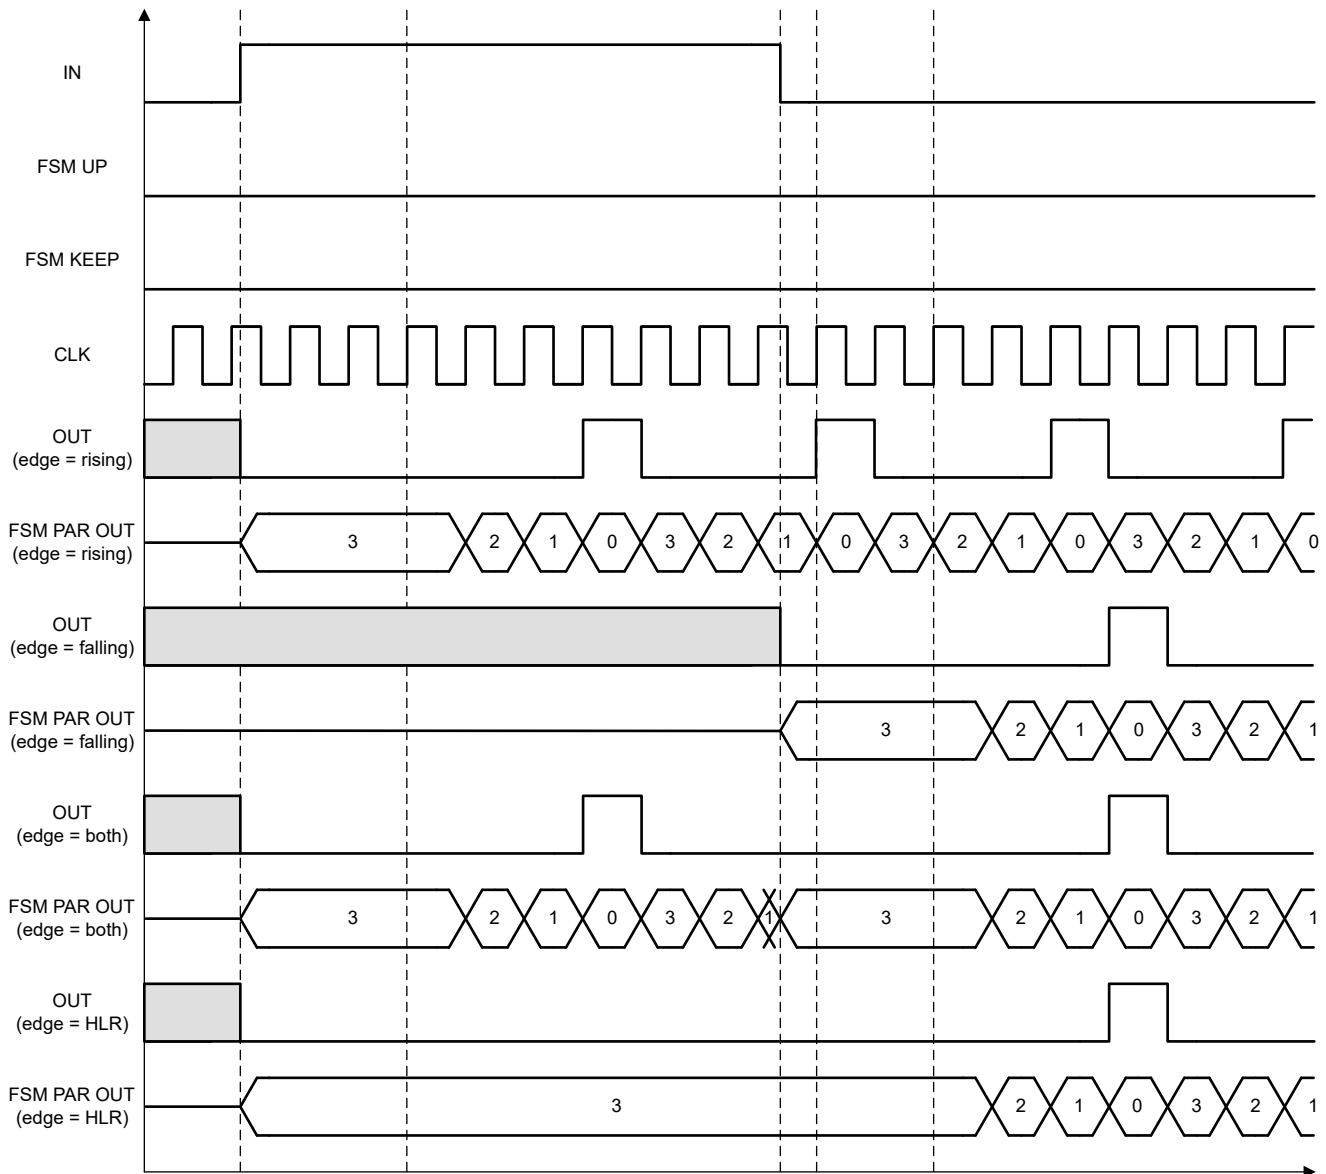 IN
FSM UP
FSM KEEP
CLK
OUT
(edge = rising)
FSM PAR OUT
(edge = rising)
3 2 1 0 3 2 1 0 3 2 1 0 3 2 1 0
OUT
(edge = falling)
FSM PAR OUT
(edge = falling)
3 2 1 0 3 2 1
OUT
(edge = both)
FSM PAR OUT
(edge = both)
3 2 1 0 3 2 1 3 2 1 0 3 2 1
OUT
(edge = HLR)
FSM PAR OUT
(edge = HLR)
3 2 1 0 3 2 1